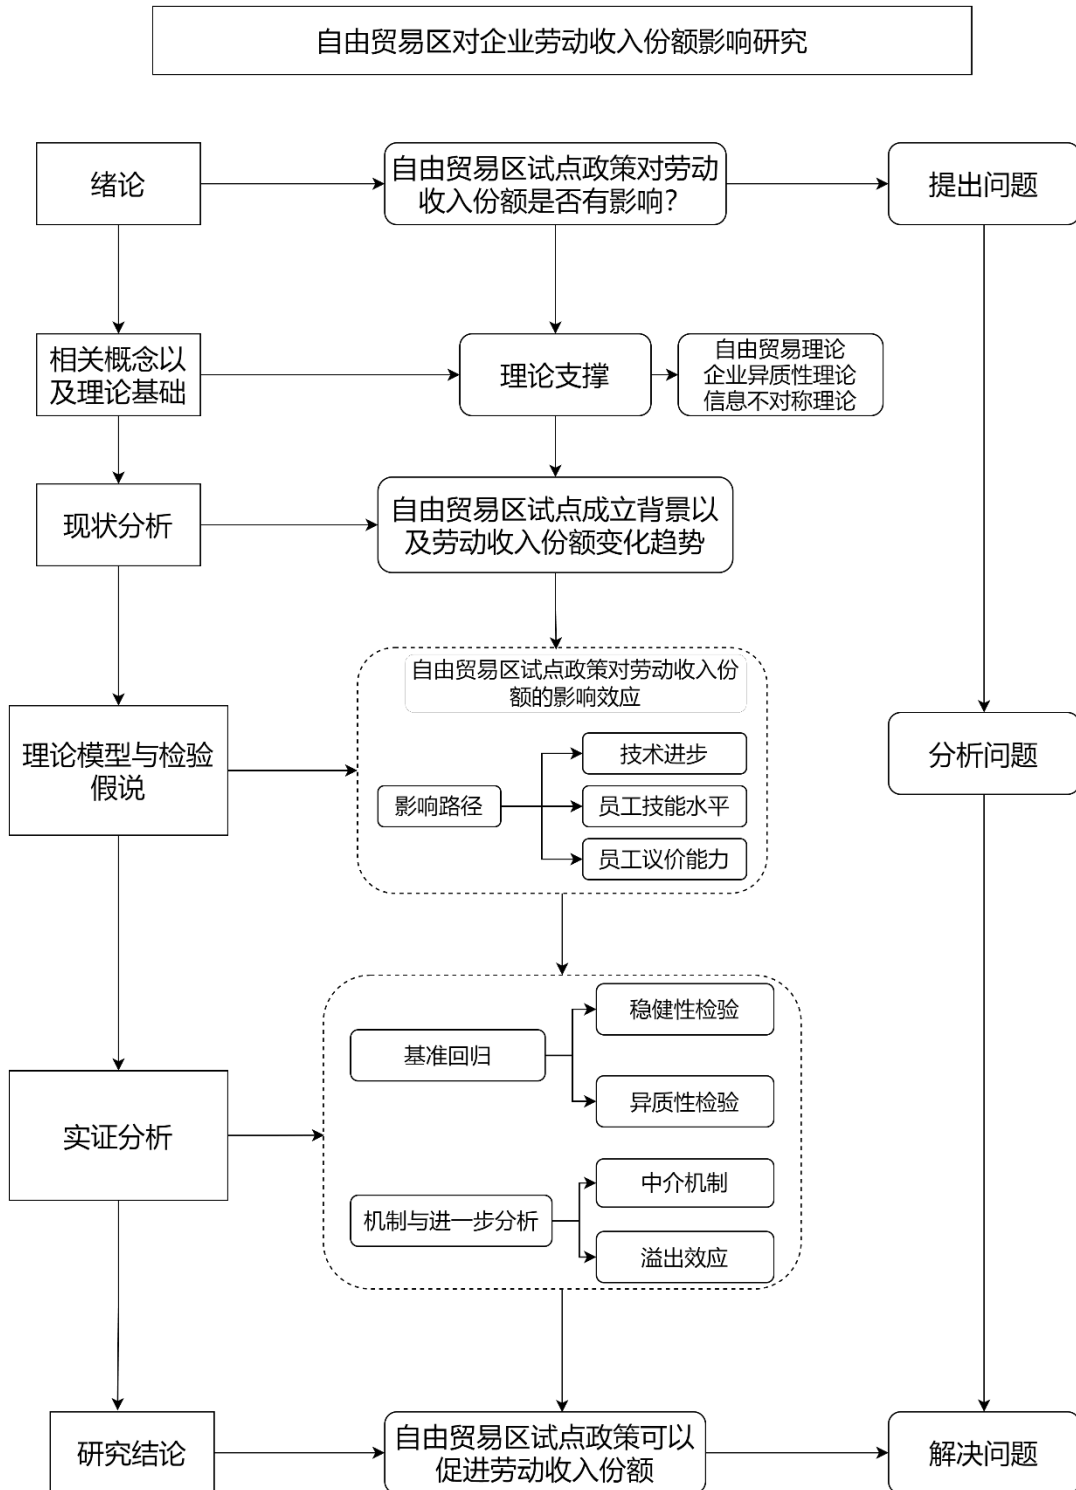 自由贸易区对企业劳动收入份额影响研究
绪论
自由贸易区试点政策对劳动
收入份额是否有影响？
提出问题
相关概念以
及理论基础
理论支撑
自由贸易理论
企业异质性理论
信息不对称理论
现状分析
自由贸易区试点成立背景以
及劳动收入份额变化趋势
自由贸易区试点政策对劳动收入份
额的影响效应
理论模型与检验
假说
影响路径
技术进步
员工技能水平
员工议价能力
分析问题
实证分析
基准回归
稳健性检验
异质性检验
机制与进一步分析
中介机制
溢出效应
研究结论
自由贸易区试点政策可以
促进劳动收入份额
解决问题